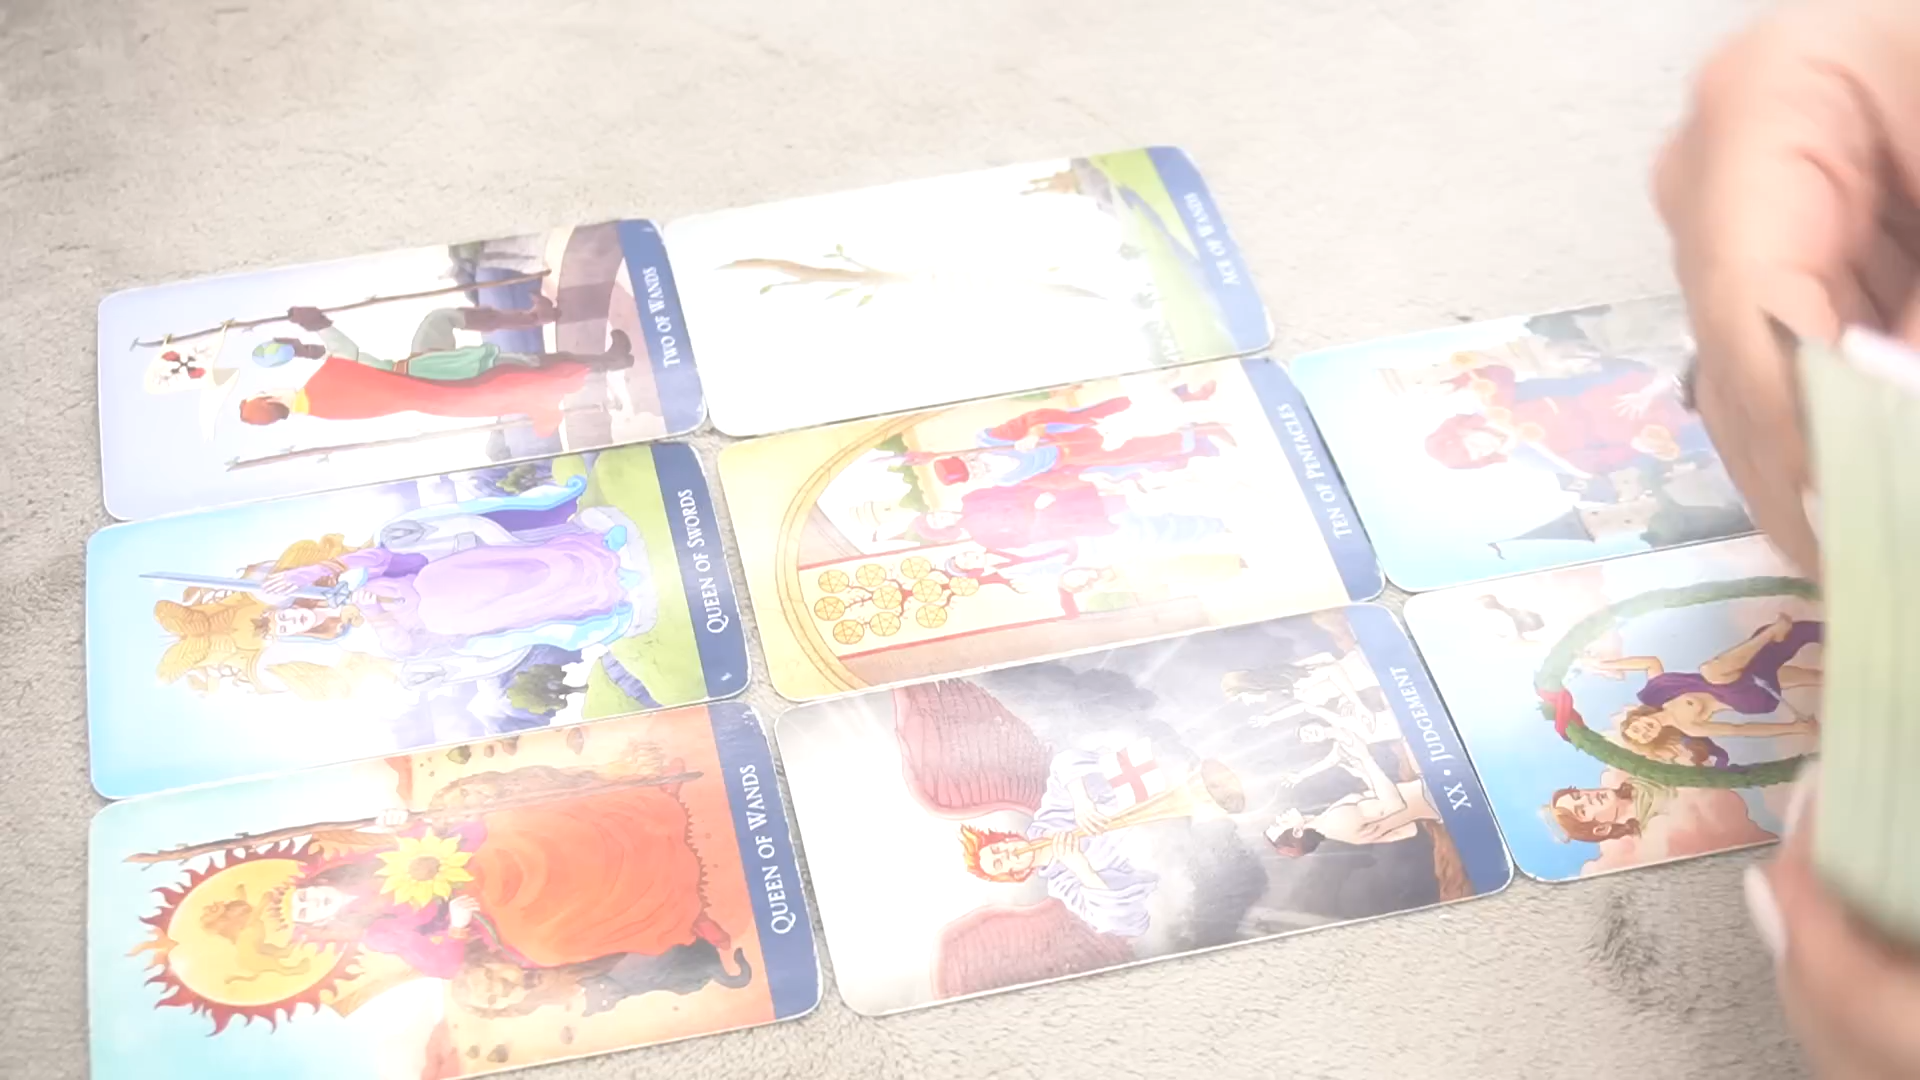 TWO OF WANDS
ACE OF WANDS
QUEEN OF SWORDS
TEN OF PENTACLES
QUEEN OF WANDS
XX • JUDGEMENT